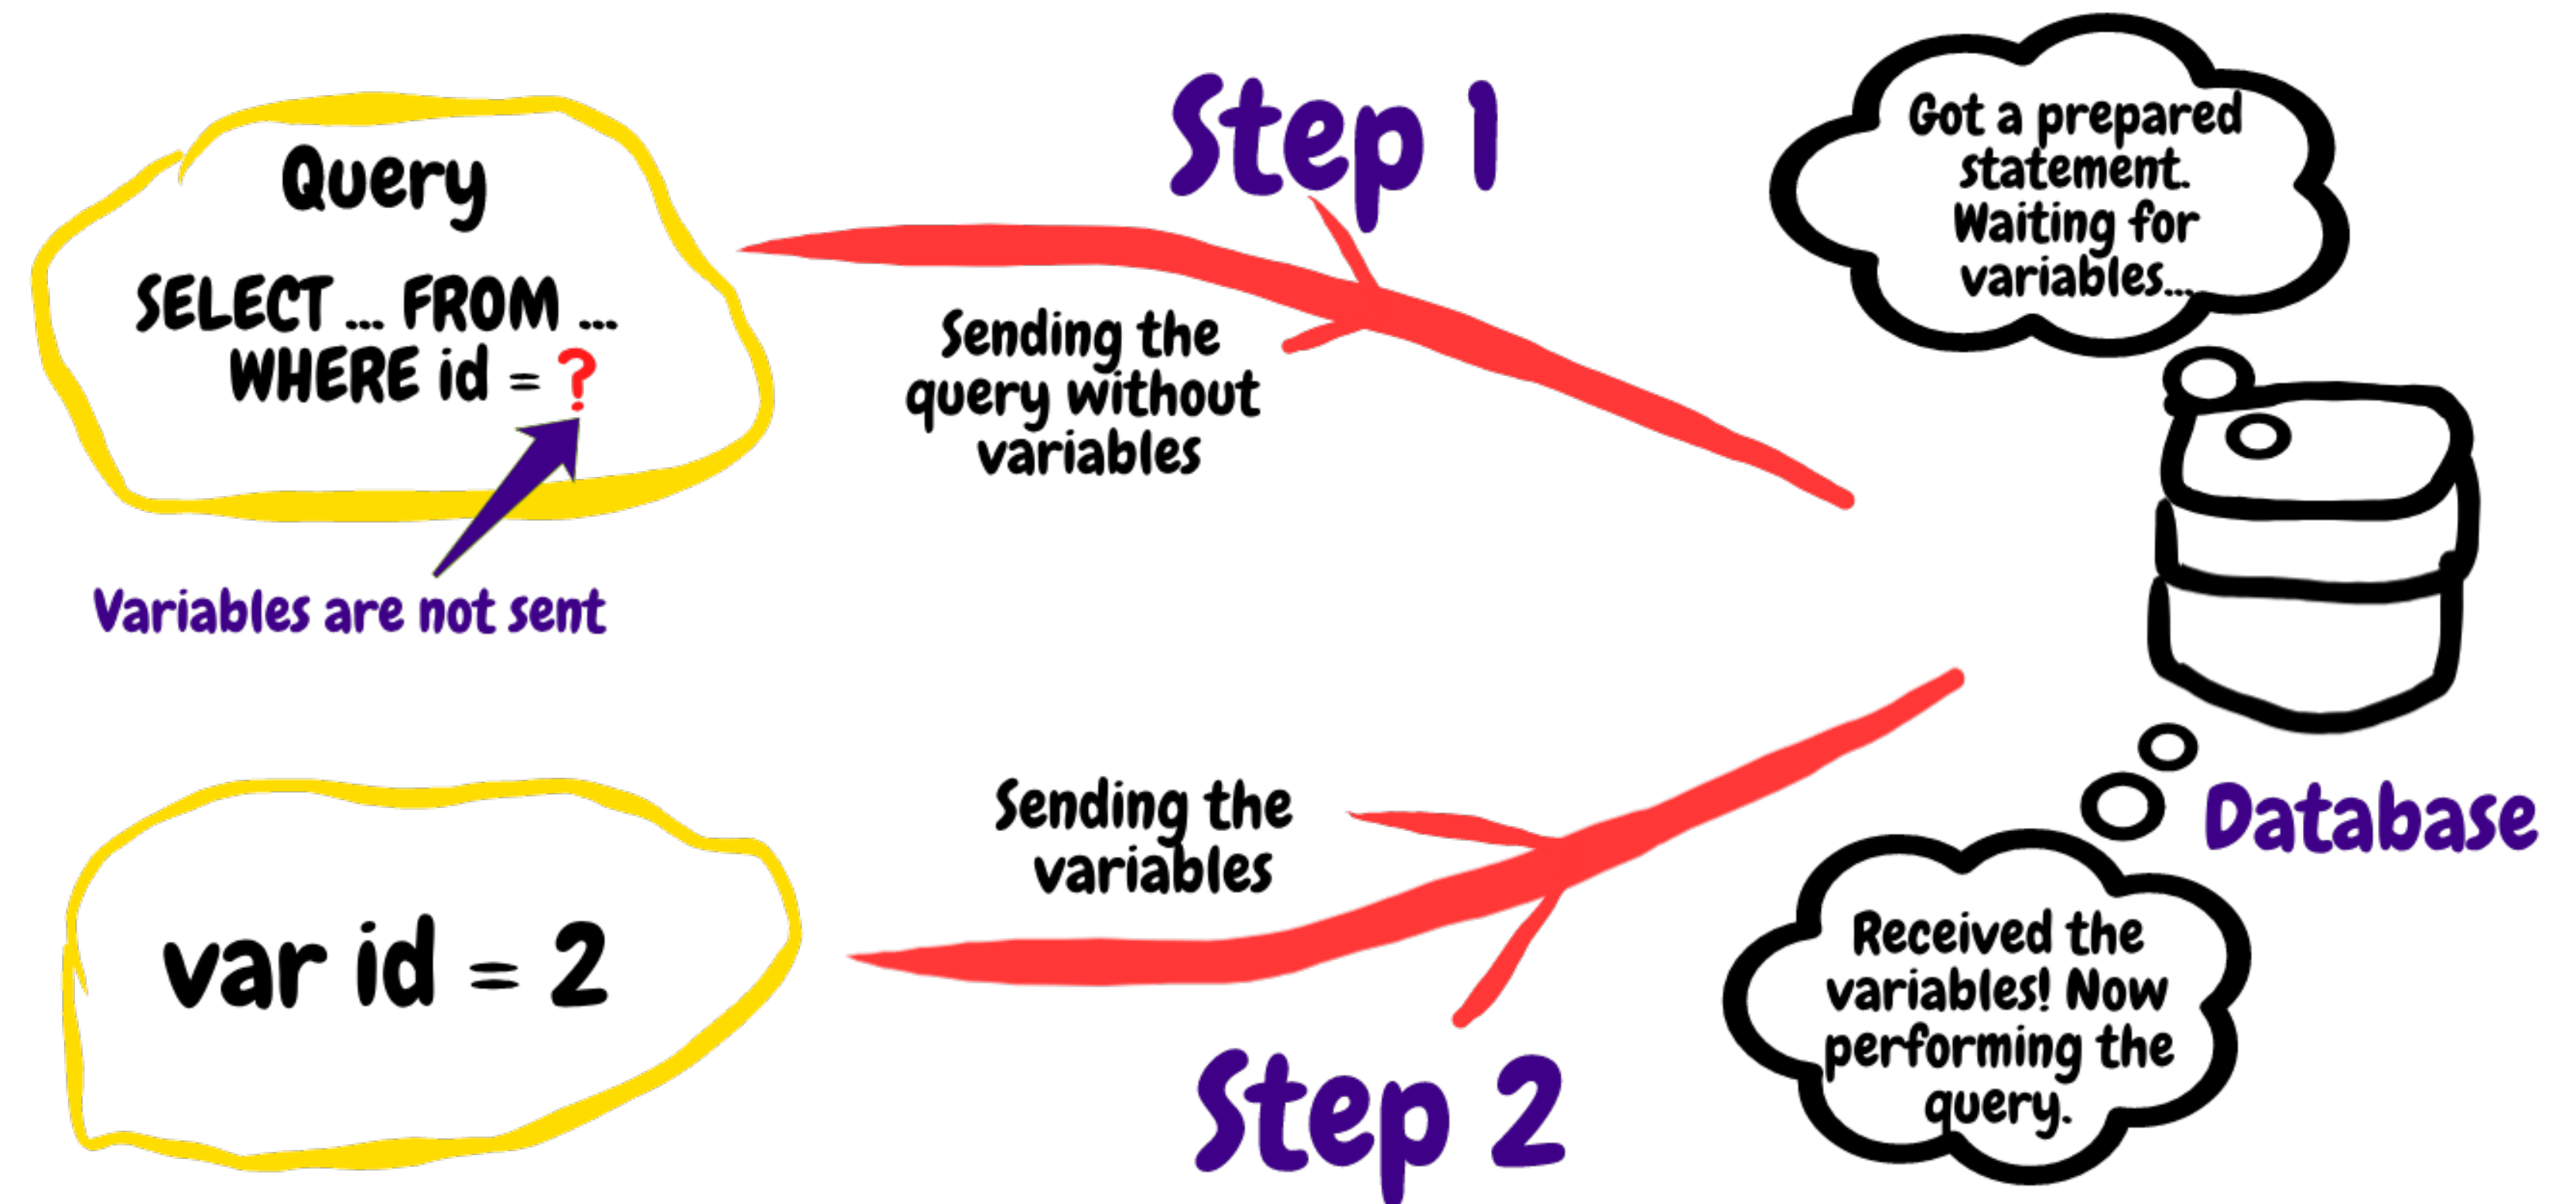 Query
SELECT ... FROM ...
WHERE id = ?
Variables are not sent
Step 1
Sending the
query without
variables
Got a prepared
statement.
Waiting for
variables...
Database
var id = 2
Sending the
variables
Step 2
Received the
variables! Now
performing the
query.